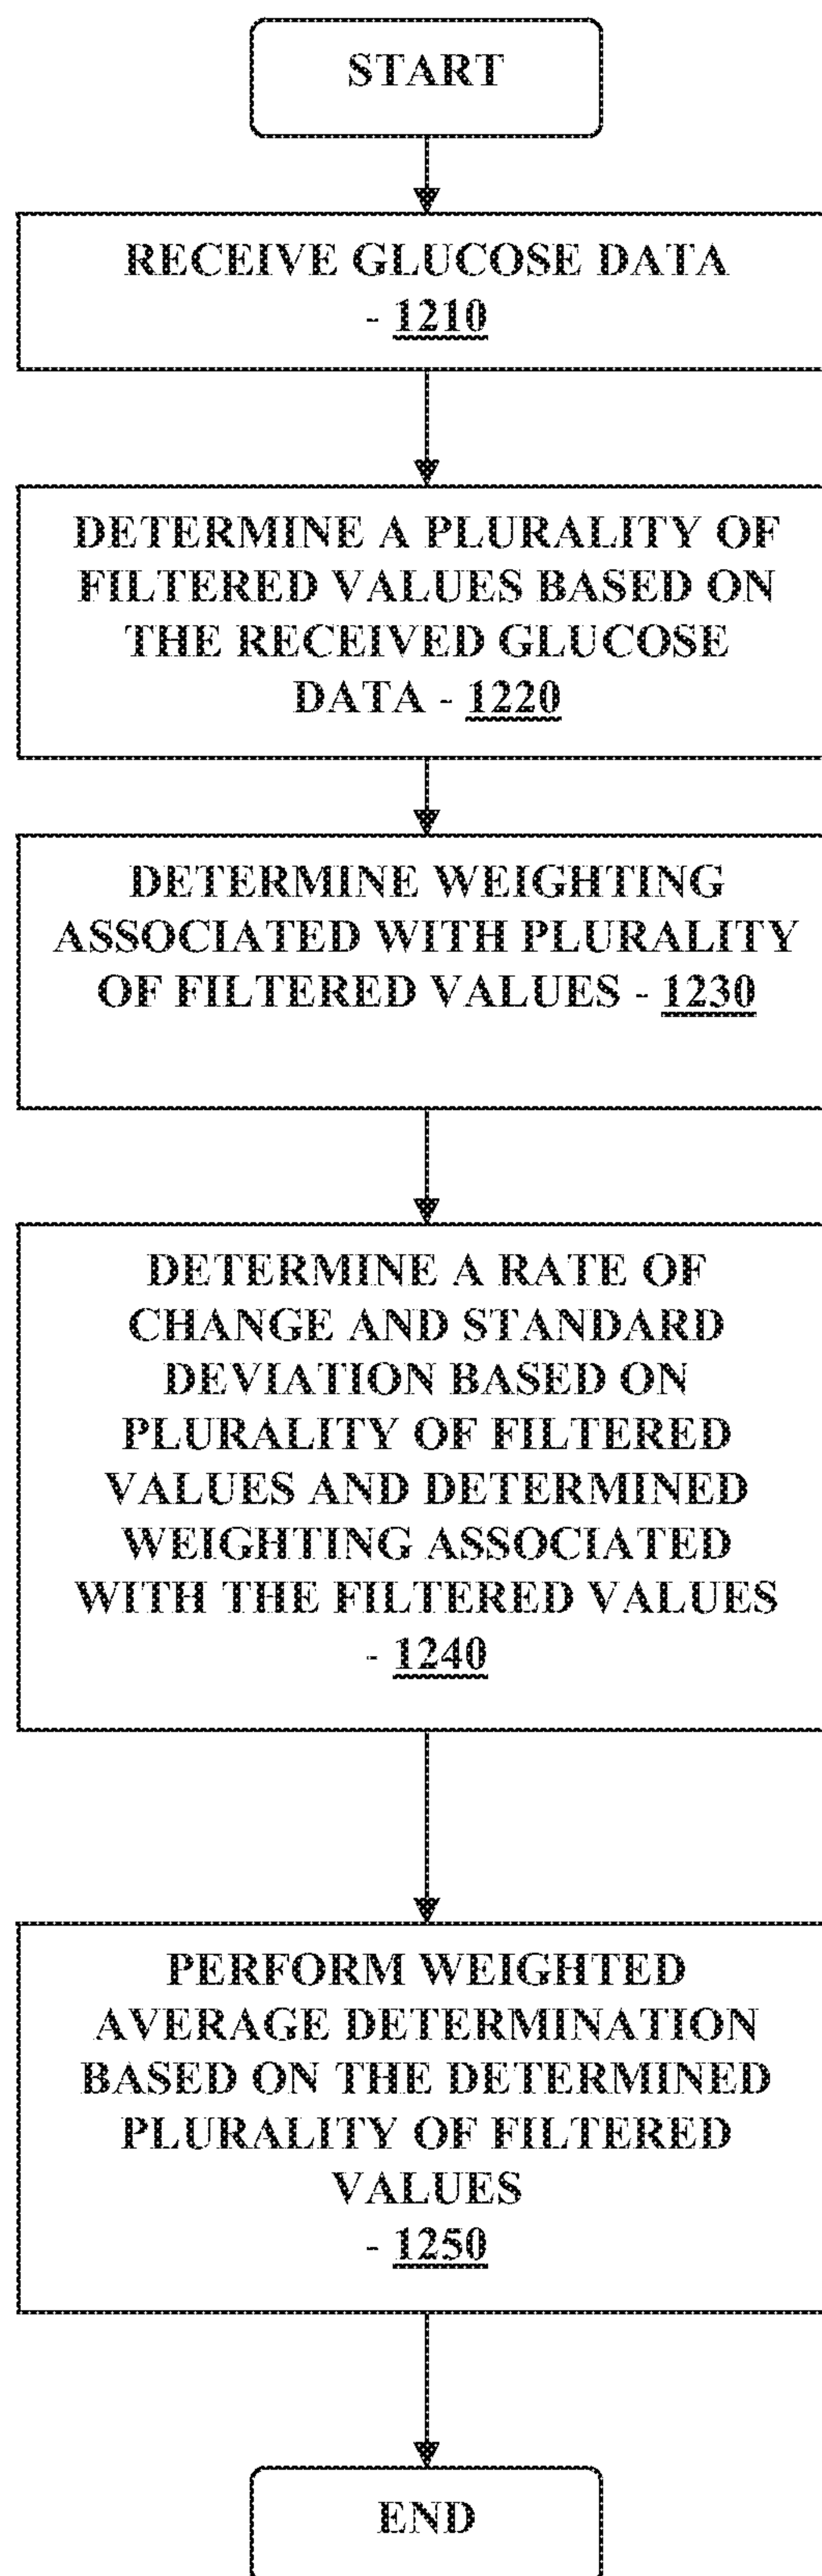 START
RECEIVE GLUCOSE DATA
- 1210
DETERMINE A PLURALITY OF
FILTERED VALUES BASED ON
THE RECEIVED GLUCOSE
DATA - 1220
DETERMINE WEIGHTING
ASSOCIATED WITH PLURALITY
OF FILTERED VALUES - 1230
DETERMINE A RATE OF
CHANGE AND STANDARD
DEVIATION BASED ON
PLURALITY OF FILTERED
VALUES AND DETERMINED
WEIGHTING ASSOCIATED
WITH THE FILTERED VALUES
- 1240
PERFORM WEIGHTED
AVERAGE DETERMINATION
BASED ON THE DETERMINED
PLURALITY OF FILTERED
VALUES
- 1250
END